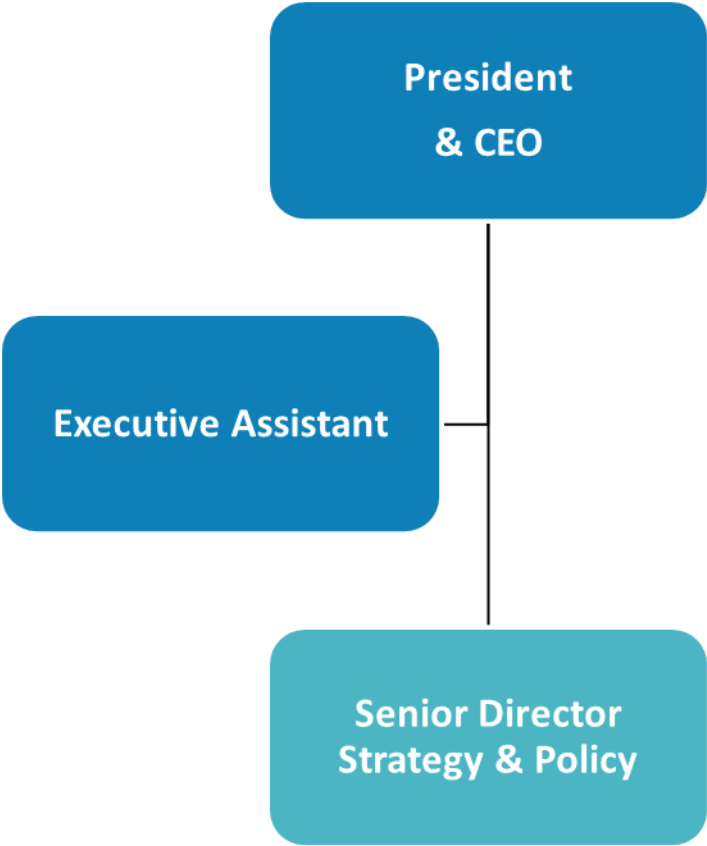 President
& CEO
Executive Assistant
Senior Director
Strategy & Policy